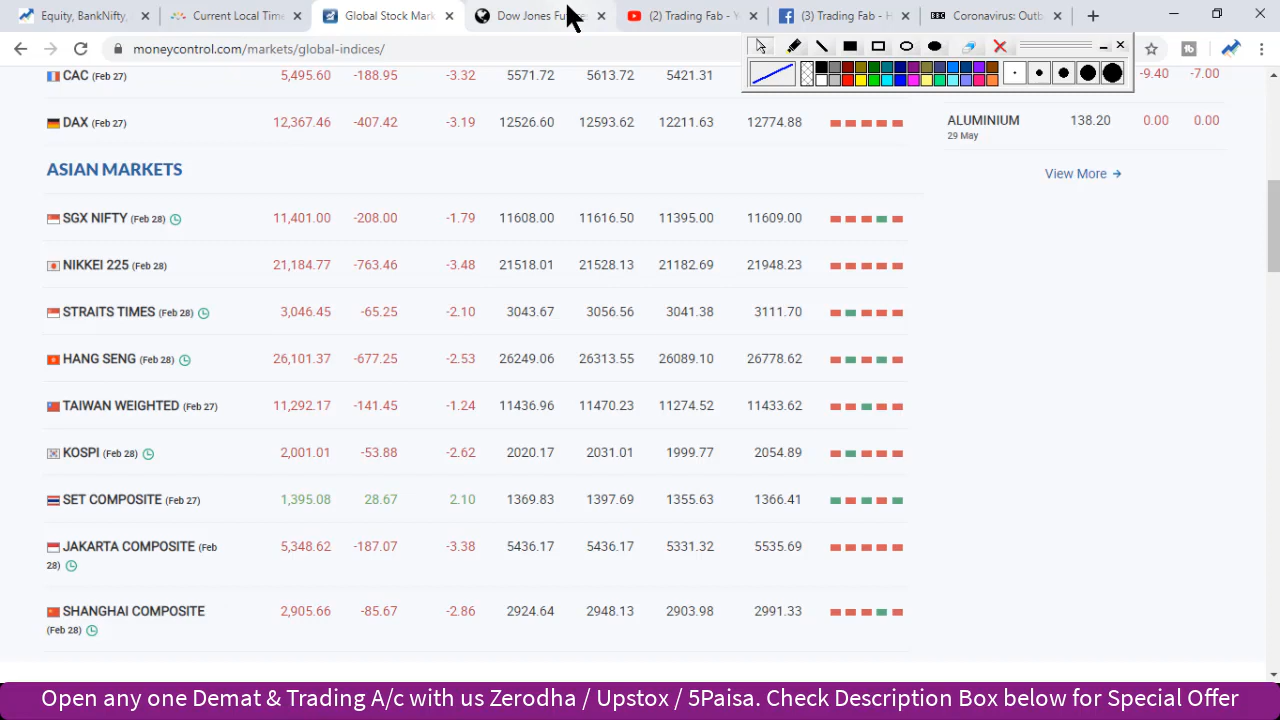 Equity, BankNifty,
Current Local Time
Global Stock Mark
Dow Jones Fu
(2) Trading Fab - Y
(3) Trading Fab - H
Coronavirus: Outb
moneycontrol.com/markets/global-indices/
CAC (Feb 27) 5,495.60 -188.95 -3.32 5571.72 5613.72 5421.31
-9.40 -7.00
DAX (Feb 27) 12,367.46 -407.42 -3.19 12526.60 12593.62 12211.63 12774.88
ALUMINIUM 138.20 0.00 0.00
29 May
View More
ASIAN MARKETS
SGX NIFTY (Feb 28) 11,401.00 -208.00 -1.79 11608.00 11616.50 11395.00 11609.00
NIKKEI 225 (Feb 28) 21,184.77 -763.46 -3.48 21518.01 21528.13 21182.69 21948.23
STRAITS TIMES (Feb 28) 3,046.45 -65.25 -2.10 3043.67 3056.56 3041.38 3111.70
HANG SENG (Feb 28) 26,101.37 -677.25 -2.53 26249.06 26313.55 26089.10 26778.62
TAIWAN WEIGHTED (Feb 27) 11,292.17 -141.45 -1.24 11436.96 11470.23 11274.52 11433.62
KOSPI (Feb 28) 2,001.01 -53.88 -2.62 2020.17 2031.01 1999.77 2054.89
SET COMPOSITE (Feb 27) 1,395.08 28.67 2.10 1369.83 1397.69 1355.63 1366.41
JAKARTA COMPOSITE (Feb 5,348.62 -187.07 -3.38 5436.17 5436.17 5331.32 5535.69
28)
SHANGHAI COMPOSITE 2,905.66 -85.67 -2.86 2924.64 2948.13 2903.98 2991.33
(Feb 28)
Open any one Demat & Trading A/c with us Zerodha / Upstox / 5Paisa. Check Description Box below for Special Offer